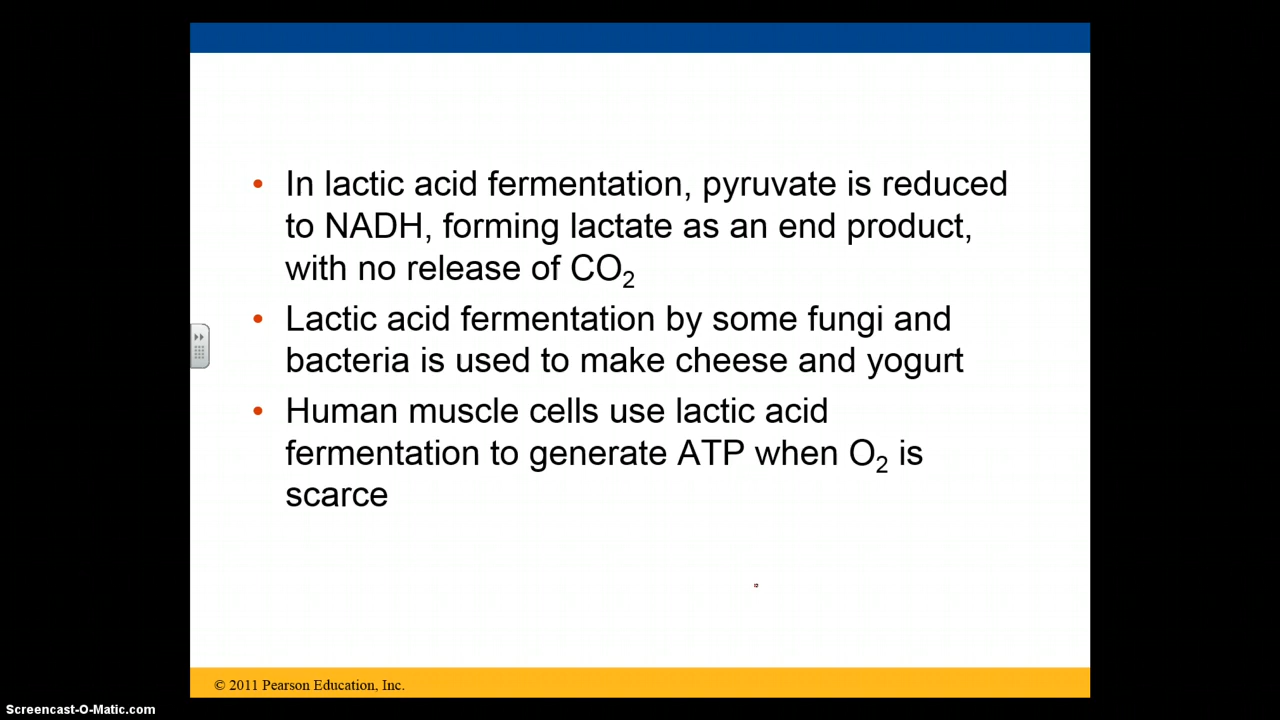 • In lactic acid fermentation, pyruvate is reduced
to NADH, forming lactate as an end product,
with no release of CO₂
• Lactic acid fermentation by some fungi and
bacteria is used to make cheese and yogurt
• Human muscle cells use lactic acid
fermentation to generate ATP when O₂ is
scarce
© 2011 Pearson Education, Inc.
Screencast-O-Matic.com